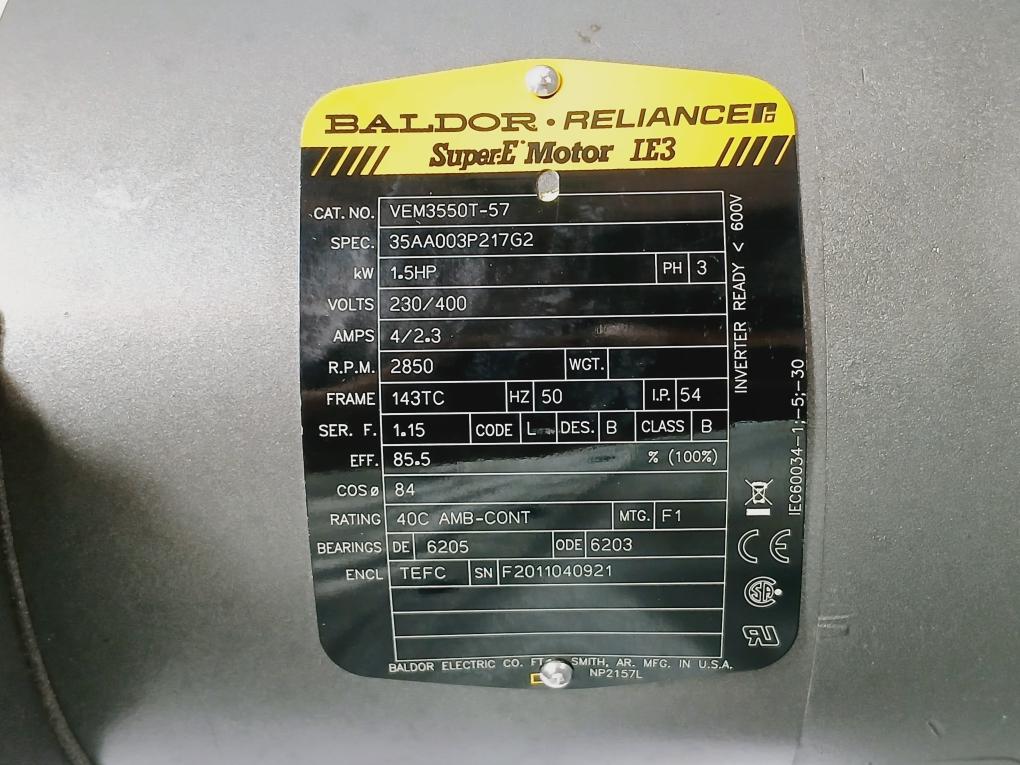 BALDOR · RELIANCE
Super-E Motor IE3
CAT. NO. VEM3550T-57
SPEC. 35AA003P217G2
kW 1.5HP PH 3
VOLTS 230/400
AMPS 4/2.3
R.P.M. 2850 WGT.
FRAME 143TC HZ 50 I.P. 54
SER. F. 1.15 CODE L DES. B CLASS B
EFF. 85.5 % (100%)
COS ø 84
RATING 40C AMB-CONT MTG. F1
BEARINGS DE 6205 ODE 6203
ENCL TEFC SN F2011040921
BALDOR ELECTRIC CO. FT. SMITH, AR. MFG. IN U.S.A.
NP2157L
INVERTER READY < 600V
IEC60034-1;-5;-30
CE
SA
RU